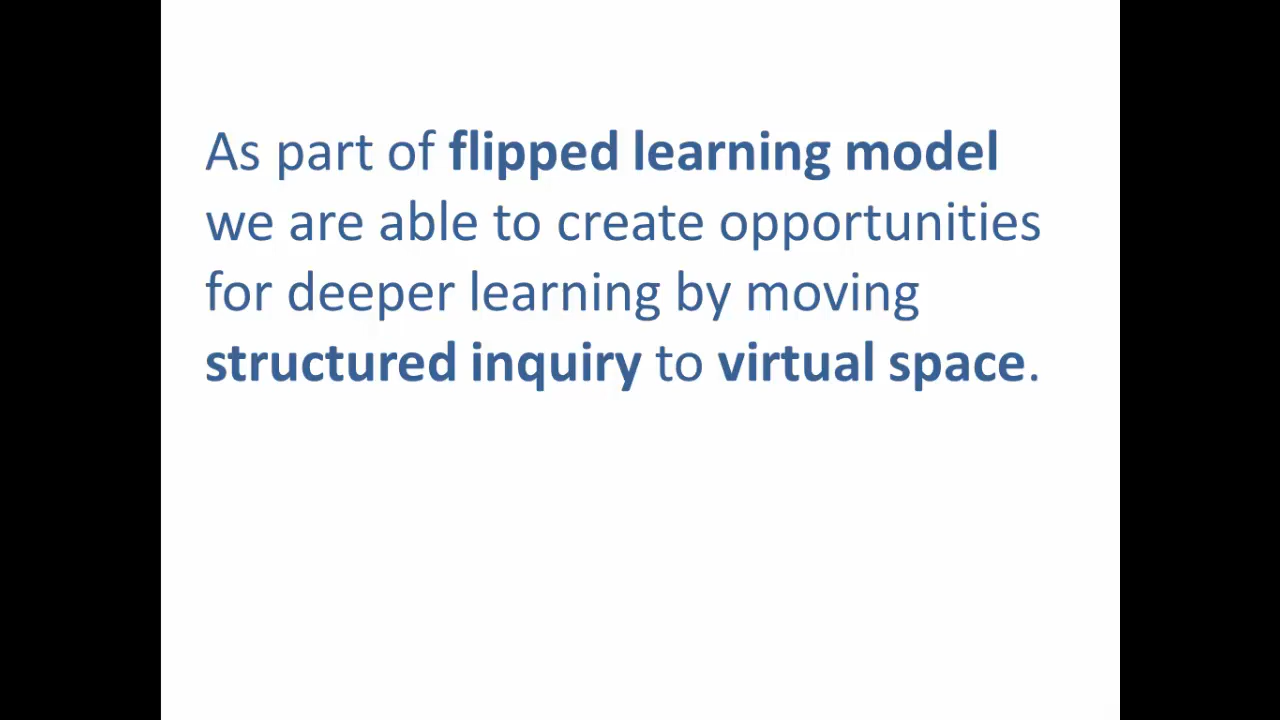 As part of flipped learning model
we are able to create opportunities
for deeper learning by moving
structured inquiry to virtual space.